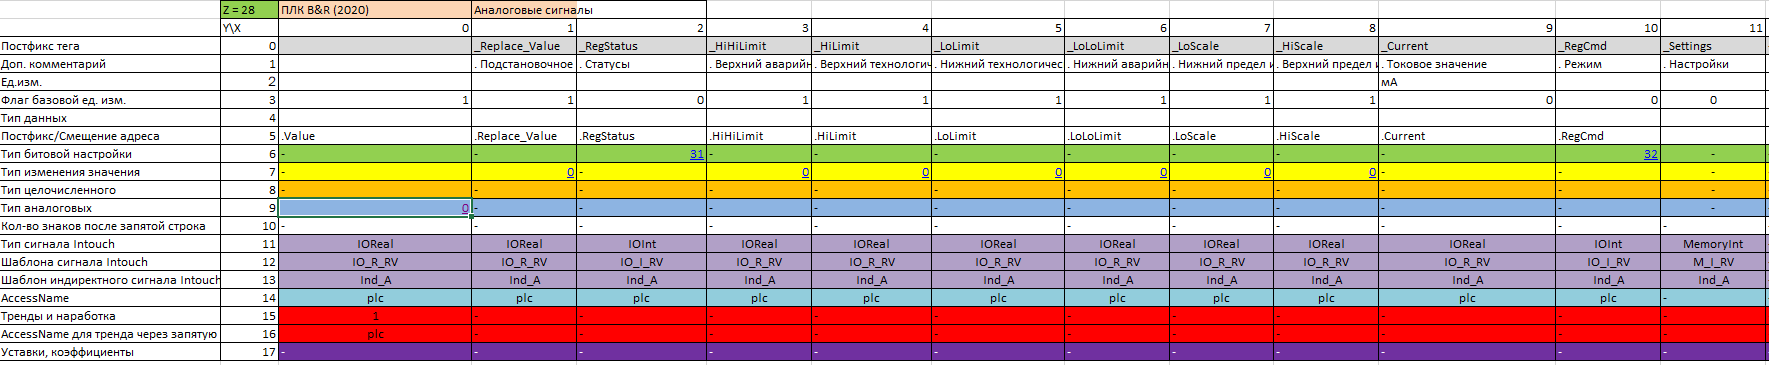 Z = 28 ПЛК B&R (2020) Аналоговые сигналы
Y\X 0 1 2 3 4 5 6 7 8 9 10 11
Постфикс тега 0 _Replace_Value _RegStatus _HiHiLimit _HiLimit _LoLimit _LoLoLimit _LoScale _HiScale _Current _RegCmd _Settings
Доп. комментарий 1 . Подстановочное . Статусы . Верхний аварийн . Верхний технологич . Нижний технологичес . Нижний аварийн . Нижний предел и . Верхний предел и . Токовое значение . Режим . Настройки
Ед.изм. 2 мА
Флаг базовой ед. изм. 3 1 1 0 1 1 1 1 1 1 0 0 0
Тип данных 4
Постфикс/Смещение адреса 5 .Value .Replace_Value .RegStatus .HiHiLimit .HiLimit .LoLimit .LoLoLimit .LoScale .HiScale .Current .RegCmd
Тип битовой настройки 6 - - 31 - - - - - - - 32 -
Тип изменения значения 7 - 0 - 0 0 0 0 0 0 - - -
Тип целочисленного 8 - - - - - - - - - - - -
Тип аналоговых 9 0 - - - - - - - - - - -
Кол-во знаков после запятой строка 10 - - - - - - - - - - - -
Тип сигнала Intouch 11 IOReal IOReal IOInt IOReal IOReal IOReal IOReal IOReal IOReal IOReal IOInt MemoryInt
Шаблона сигнала Intouch 12 IO_R_RV IO_R_RV IO_I_RV IO_R_RV IO_R_RV IO_R_RV IO_R_RV IO_R_RV IO_R_RV IO_R_RV IO_I_RV M_I_RV
Шаблон индиректного сигнала Intouch 13 Ind_A Ind_A Ind_A Ind_A Ind_A Ind_A Ind_A Ind_A Ind_A Ind_A Ind_A Ind_A
AccessName 14 plc plc plc plc plc plc plc plc plc plc plc -
Тренды и наработка 15 1 - - - - - - - - - - -
AccessName для тренда через запятую 16 plc - - - - - - - - - - -
Уставки, коэффициенты 17 - - - - - - - - - - - -